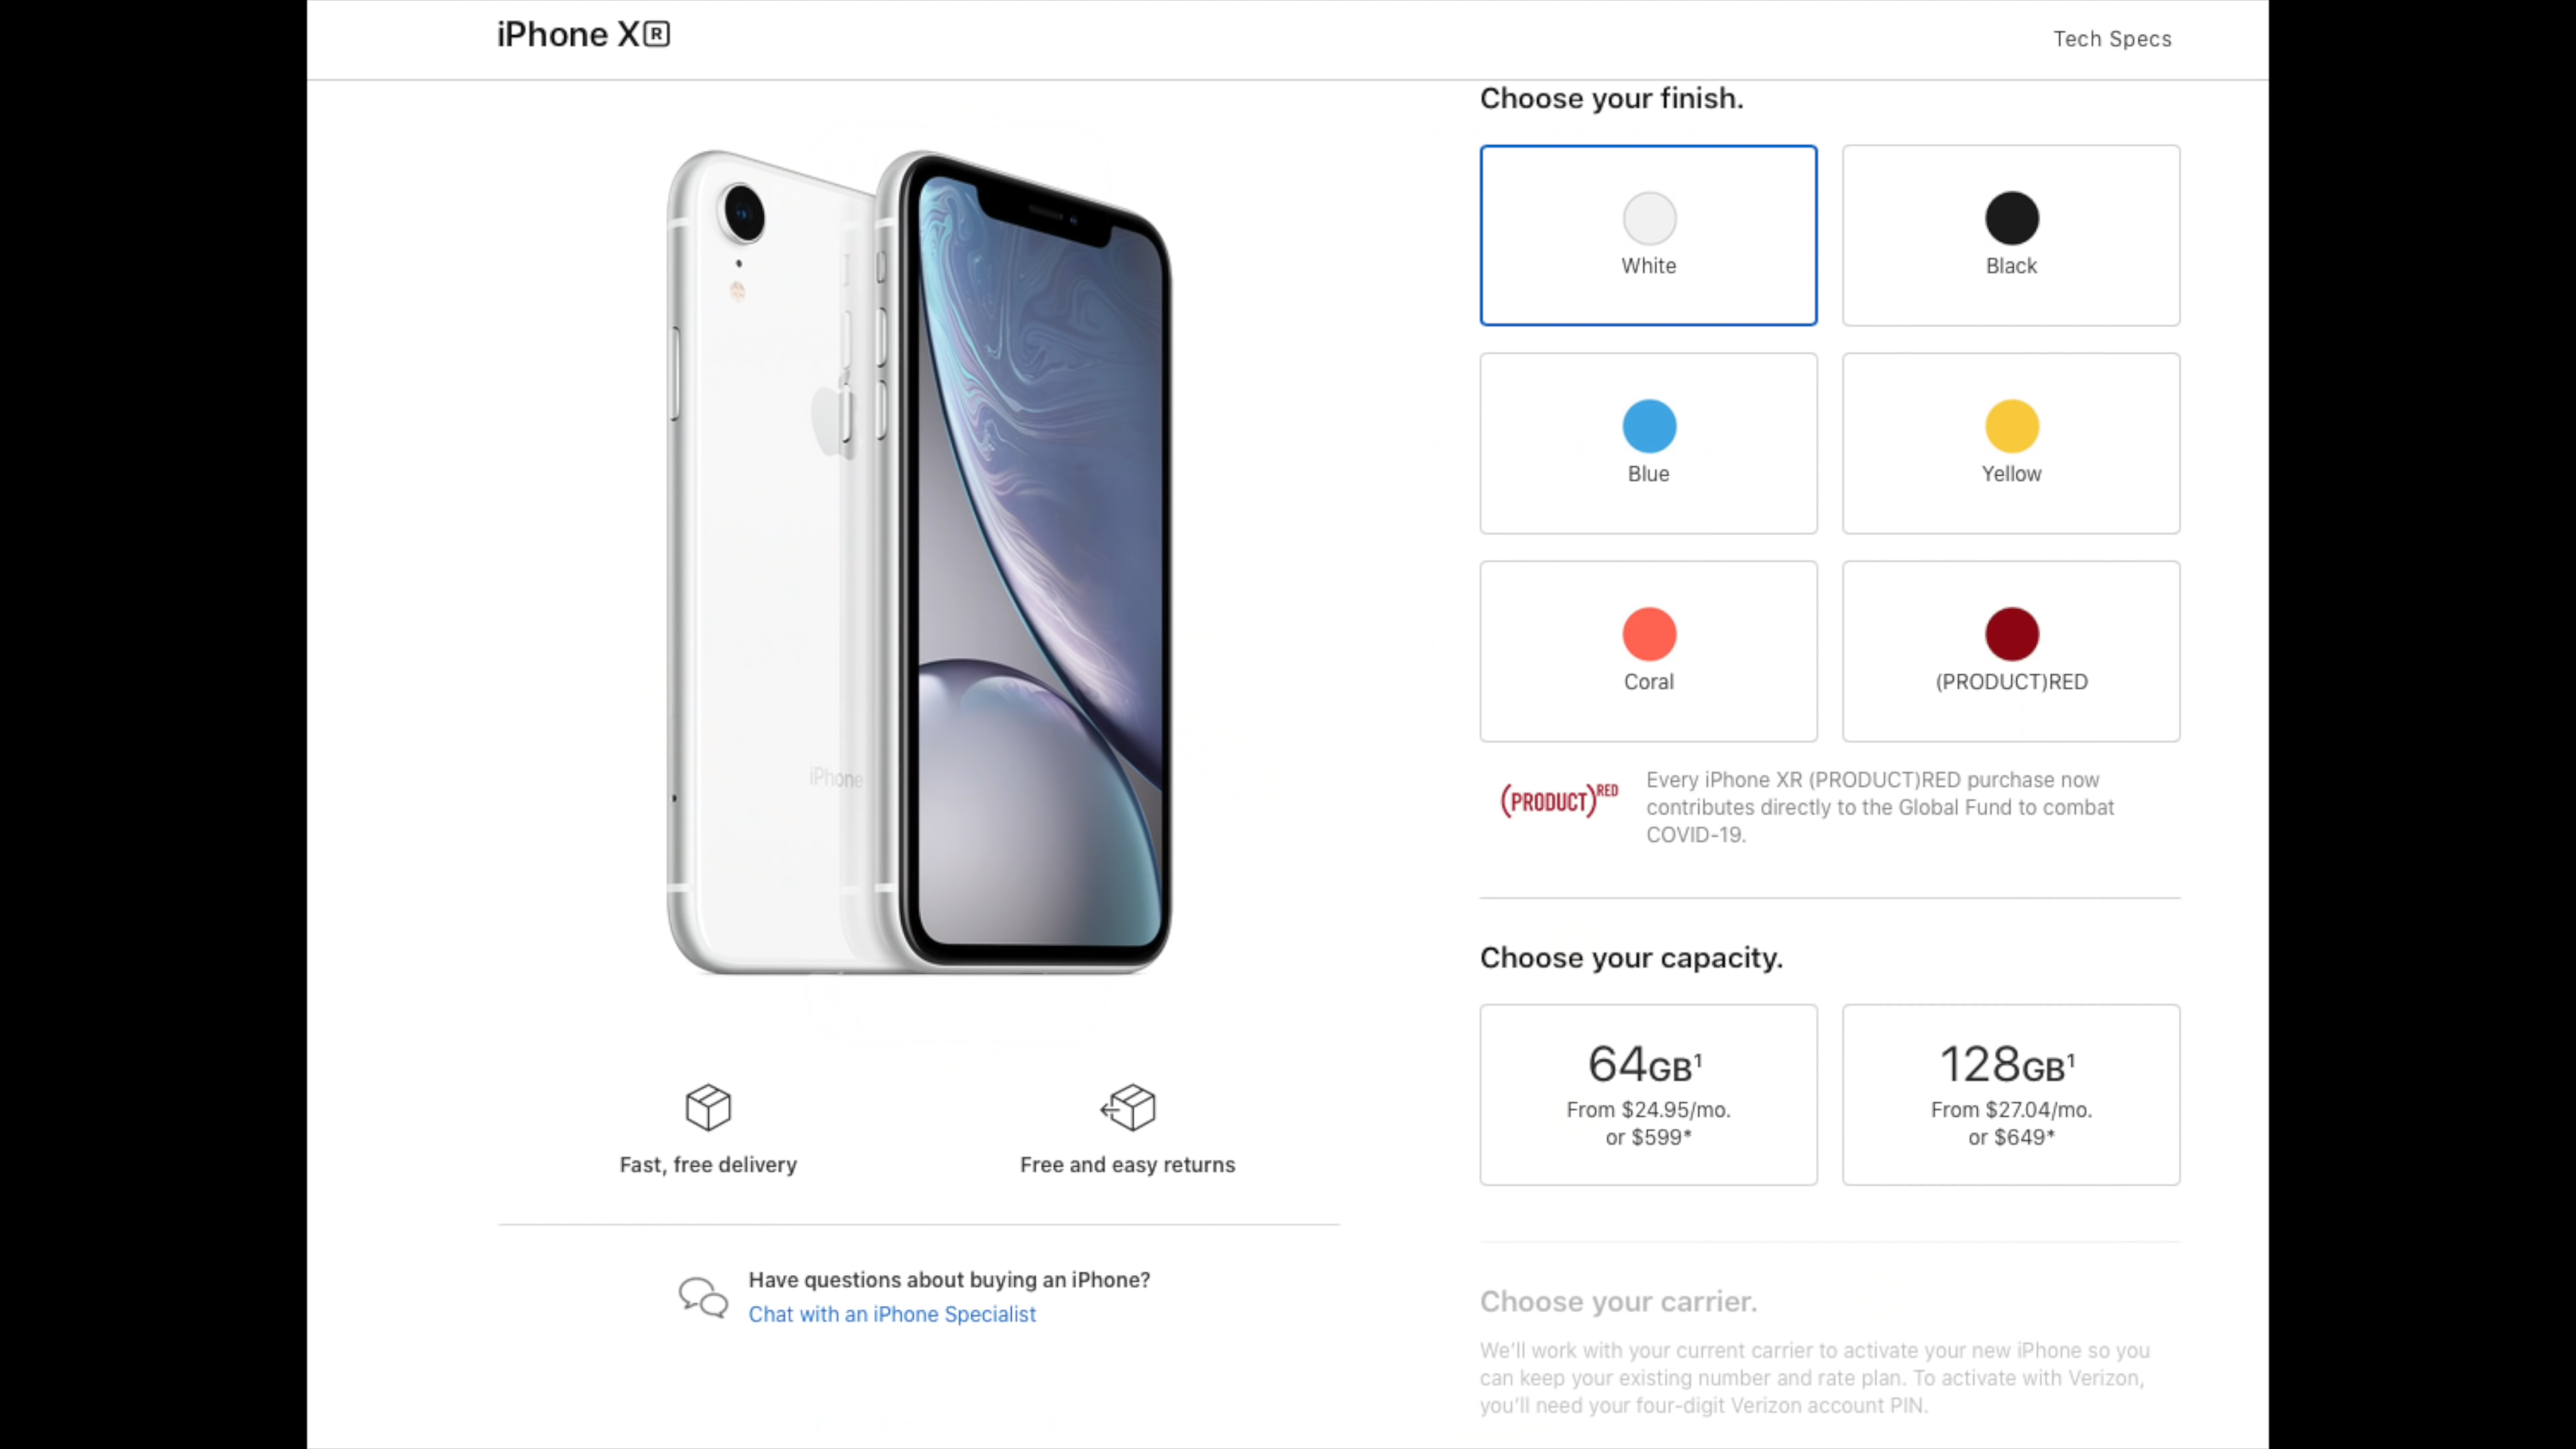 iPhone XR
Tech Specs
iPhone
Fast, free delivery
Free and easy returns
Have questions about buying an iPhone?
Chat with an iPhone Specialist
Choose your finish.
White
Black
Blue
Yellow
Coral
(PRODUCT)RED
(PRODUCT)RED
Every iPhone XR (PRODUCT)RED purchase now
contributes directly to the Global Fund to combat
COVID-19.
Choose your capacity.
64GB¹
From $24.95/mo.
or $599*
128GB¹
From $27.04/mo.
or $649*
Choose your carrier.
We'll work with your current carrier to activate your new iPhone so you
can keep your existing number and rate plan. To activate with Verizon,
you'll need your four-digit Verizon account PIN.